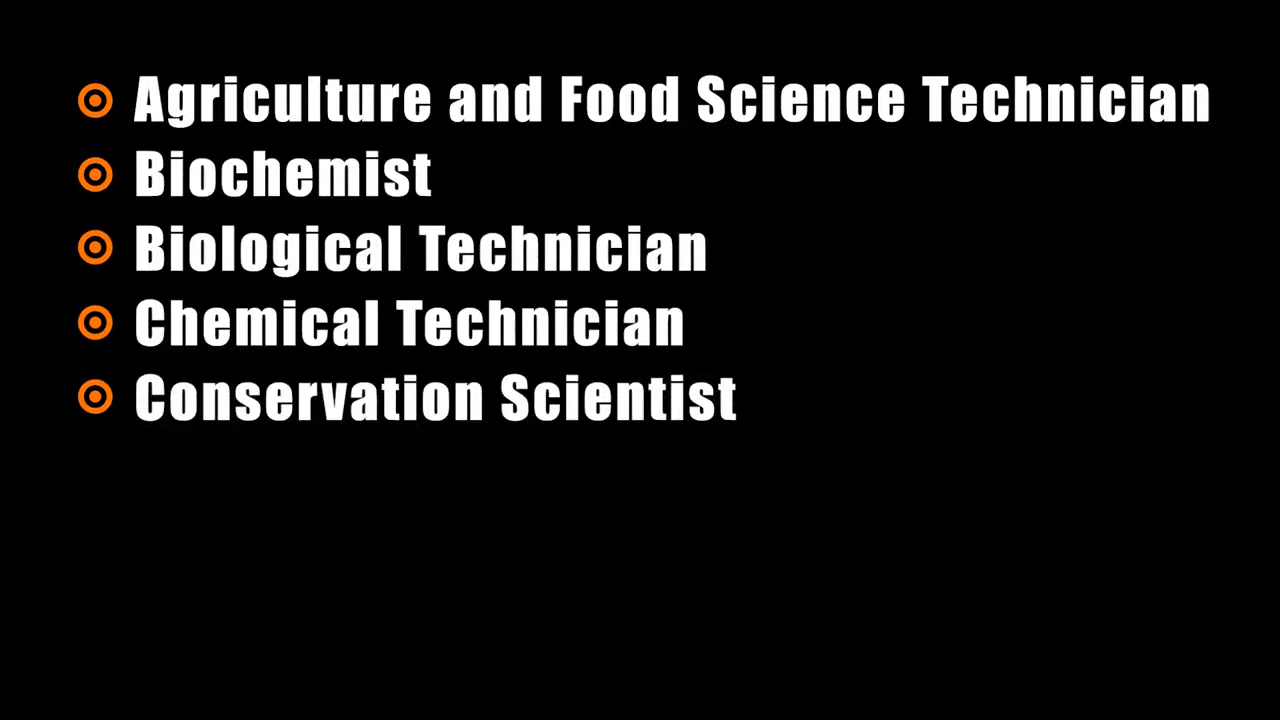 Agriculture and Food Science Technician
Biochemist
Biological Technician
Chemical Technician
Conservation Scientist